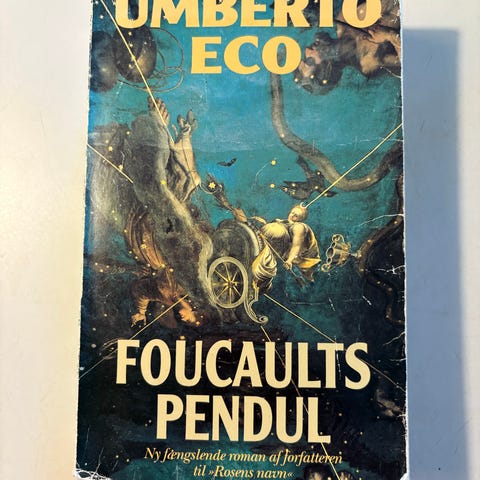 UMBERTO
ECO
FOUCAULTS
PENDUL
Ny fængslende roman af forfatteren
til »Rosens navn«